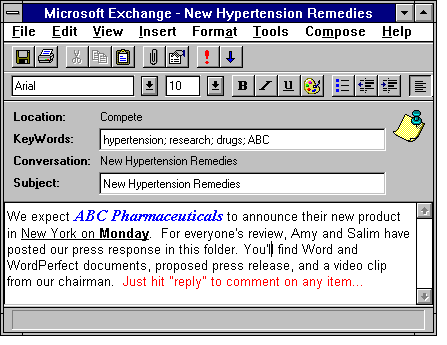 Microsoft Exchange - New Hypertension Remedies
File Edit View Insert Format Tools Compose Help
Arial 10 B I U
Location: Compete
KeyWords: hypertension; research; drugs; ABC
Conversation: New Hypertension Remedies
Subject: New Hypertension Remedies
We expect ABC Pharmaceuticals to announce their new product
in New York on Monday. For everyone's review, Amy and Salim have
posted our press response in this folder. You'll find Word and
WordPerfect documents, proposed press release, and a video clip
from our chairman. Just hit "reply" to comment on any item...